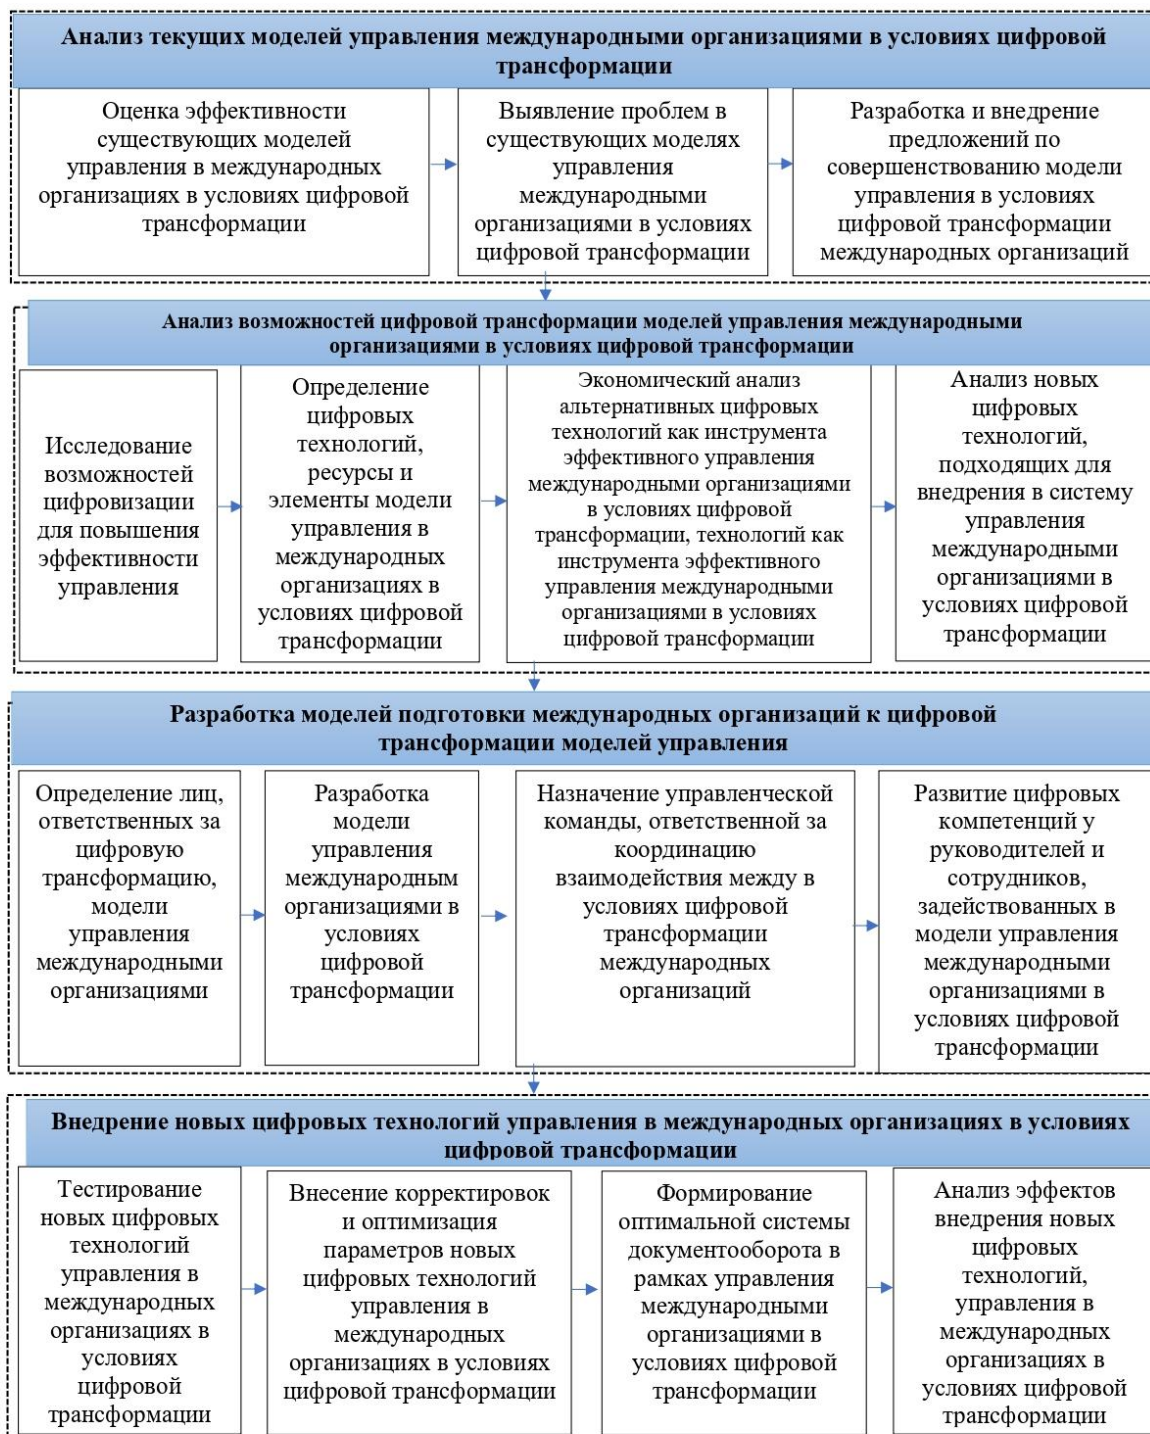 Анализ текущих моделей управления международными организациями в условиях цифровой
трансформации
Оценка эффективности
существующих моделей
управления в международных
организациях в условиях цифровой
трансформации
Выявление проблем в
существующих моделях
управления
международными
организациями в условиях
цифровой трансформации
Разработка и внедрение
предложений по
совершенствованию модели
управления в условиях
цифровой трансформации
международных организаций
Анализ возможностей цифровой трансформации моделей управления международными
организациями в условиях цифровой трансформации
Исследование
возможностей
цифровизации
для повышения
эффективности
управления
Определение
цифровых
технологий,
ресурсы и
элементы модели
управления в
международных
организациях в
условиях цифровой
трансформации
Экономический анализ
альтернативных цифровых
технологий как инструмента
эффективного управления
международными организациями
в условиях цифровой
трансформации, технологий как
инструмента эффективного
управления международными
организациями в условиях
цифровой трансформации
Анализ новых
цифровых
технологий,
подходящих для
внедрения в систему
управления
международными
организациями в
условиях цифровой
трансформации
Разработка моделей подготовки международных организаций к цифровой
трансформации моделей управления
Определение лиц,
ответственных за
цифровую
трансформацию,
модели
управления
международными
организациями
Разработка
модели
управления
международным
организациями в
условиях
цифровой
трансформации
Назначение управленческой
команды, ответственной за
координацию
взаимодействия между в
условиях цифровой
трансформации
международных
организаций
Развитие цифровых
компетенций у
руководителей и
сотрудников,
задействованных в
модели управления
международными
организациями в
условиях цифровой
трансформации
Внедрение новых цифровых технологий управления в международных организациях в условиях
цифровой трансформации
Тестирование
новых цифровых
технологий
управления в
международных
организациях в
условиях
цифровой
трансформации
Внесение корректировок
и оптимизация
параметров новых
цифровых технологий
управления в
международных
организациях в условиях
цифровой трансформации
Формирование
оптимальной системы
документооборота в
рамках управления
международными
организациями в
условиях цифровой
трансформации
Анализ эффектов
внедрения новых
цифровых
технологий,
управления в
международных
организациях в
условиях цифровой
трансформации